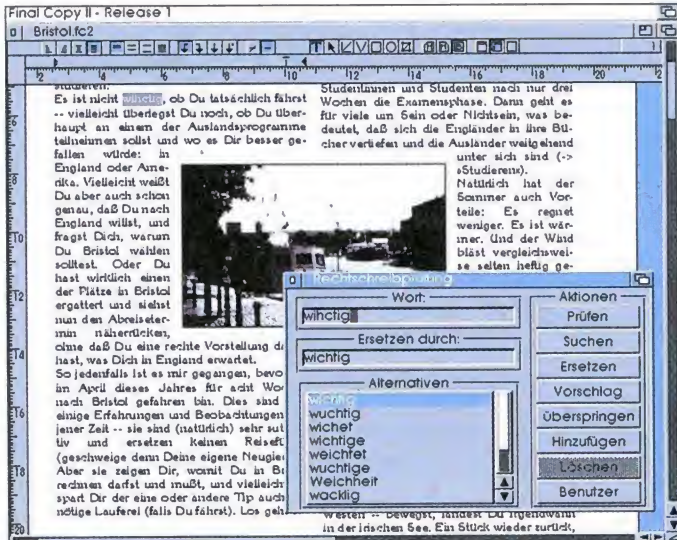 Final Copy II - Release 1
Bristol.fc2
studieren.
Es ist nicht wihctig, ob Du tatsächlich fährst
-- vielleicht überlegst Du noch, ob Du über-
haupt an einem der Auslandsprogramme
teilnehmen sollst und wo es Dir besser ge-
fallen würde: in
England oder Ame-
rika. Vielleicht weißt
Du aber auch schon
genau, daß Du nach
England willst, und
fragst Dich, warum
Du Bristol wählen
solltest. Oder Du
hast wirklich einen
der Plätze in Bristol
ergattert und siehst
nun den Abreiseter-
min näherrücken,
ohne daß Du eine rechte Vorstellung da
hast, was Dich in England erwartet.
So jedenfalls ist es mir gegangen, bevo
im April dieses Jahres für acht Wo
nach Bristol gefahren bin. Dies sind
einige Erfahrungen und Beobachtungen
jener Zeit -- sie sind (natürlich) sehr sub
tiv und ersetzen keinen Reisefü
(geschweige denn Deine eigene Neugier
Aber sie zeigen Dir, womit Du in Br
rechnen darfst und mußt, und vielleich
spart Dir der eine oder andere Tip auch
nötige Lauferei (falls Du fährst). Los geh
Studentinnen und Studenten nach nur drei
Wochen die Examensphase. Dann geht es
für viele um Sein oder Nichtsein, was be-
deutet, daß sich die Engländer in ihre Bü-
cher vertiefen und die Ausländer weitgehend
unter sich sind (->
»Studieren«).
Natürlich hat der
Sommer auch Vor-
teile: Es regnet
weniger. Es ist wär-
mer. Und der Wind
bläst vergleichswei-
se selten heftig ge-
Westen -- bewegst, landest Du irgendwann
in der irischen See. Ein Stück wieder zurück,
Rechtschreibprüfung
Wort:
wihctig
Ersetzen durch:
wichtig
Alternativen
wichtig
wuchtig
wichet
wichtige
weichtet
wuchtige
Weichheit
wacklig
Aktionen
Prüfen
Suchen
Ersetzen
Vorschlag
Überspringen
Hinzufügen
Löschen
Benutzer